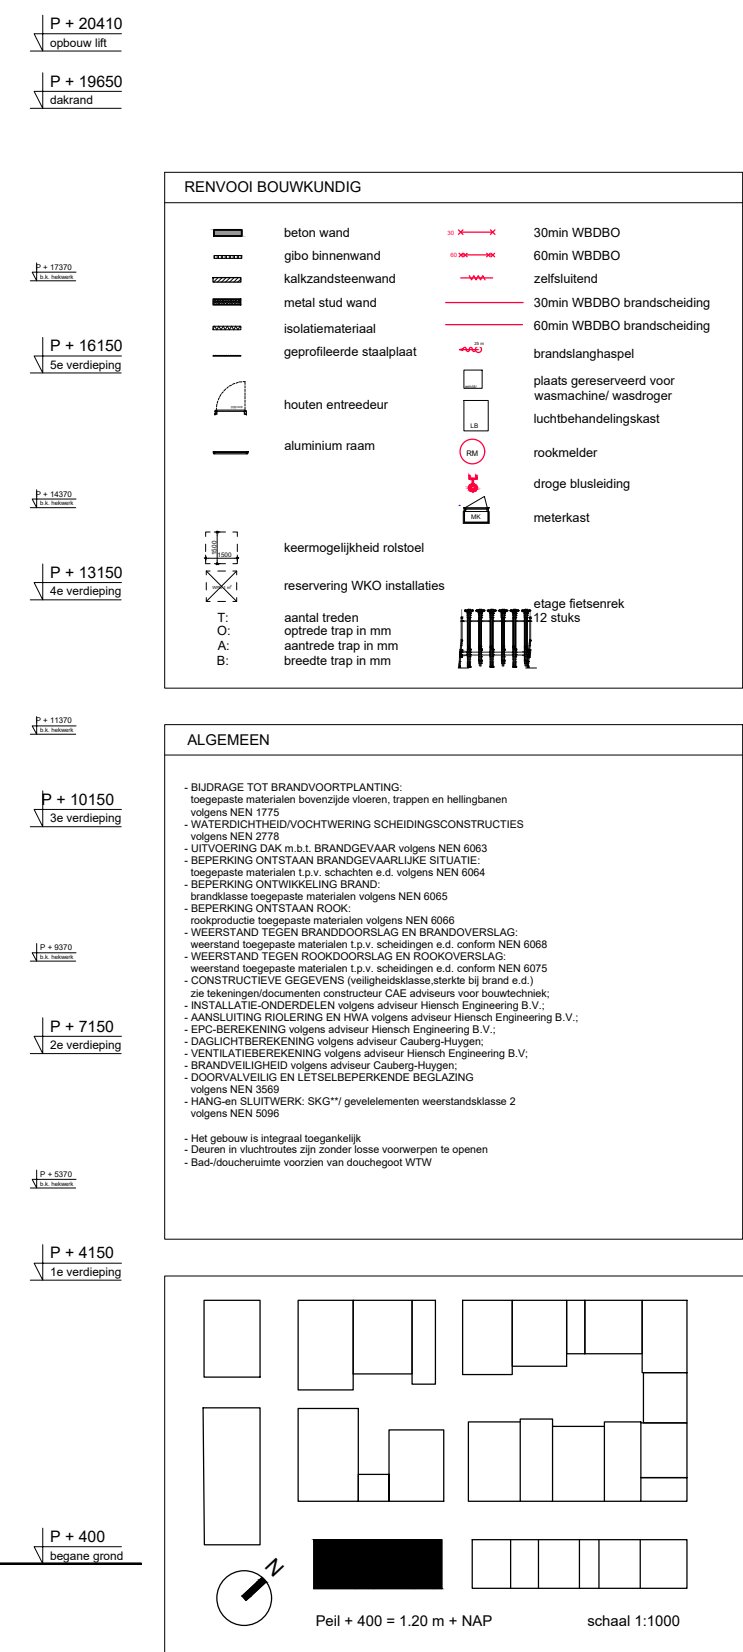 P + 20410
opbouw lift
P + 19650
dakrand
P + 17370
b.k. hekwerk
P + 16150
5e verdieping
P + 14370
b.k. hekwerk
P + 13150
4e verdieping
P + 11370
b.k. hekwerk
P + 10150
3e verdieping
P + 9370
b.k. hekwerk
P + 7150
2e verdieping
P + 5370
b.k. hekwerk
P + 4150
1e verdieping
P + 400
begane grond
RENVOOI BOUWKUNDIG
beton wand
gibo binnenwand
kalkzandsteenwand
metal stud wand
isolatiemateriaal
geprofileerde staalplaat
houten entreedeur
aluminium raam
1500
1500
keermogelijkheid rolstoel
reservering WKO installaties
T: aantal treden
O: optrede trap in mm
A: aantrede trap in mm
B: breedte trap in mm
30 30min WBDBO
60 60min WBDBO
zelfsluitend
30min WBDBO brandscheiding
60min WBDBO brandscheiding
25 m
brandslanghaspel
plaats gereserveerd voor
wasmachine/ wasdroger
LB luchtbehandelingskast
RM rookmelder
droge blusleiding
MK meterkast
etage fietsenrek
12 stuks
ALGEMEEN
- BIJDRAGE TOT BRANDVOORTPLANTING:
toegepaste materialen bovenzijde vloeren, trappen en hellingbanen
volgens NEN 1775
- WATERDICHTHEID/VOCHTWERING SCHEIDINGSCONSTRUCTIES
volgens NEN 2778
- UITVOERING DAK m.b.t. BRANDGEVAAR volgens NEN 6063
- BEPERKING ONTSTAAN BRANDGEVAARLIJKE SITUATIE:
toegepaste materialen t.p.v. schachten e.d. volgens NEN 6064
- BEPERKING ONTWIKKELING BRAND:
brandklasse toegepaste materialen volgens NEN 6065
- BEPERKING ONTSTAAN ROOK:
rookproductie toegepaste materialen volgens NEN 6066
- WEERSTAND TEGEN BRANDDOORSLAG EN BRANDOVERSLAG:
weerstand toegepaste materialen t.p.v. scheidingen e.d. conform NEN 6068
- WEERSTAND TEGEN ROOKDOORSLAG EN ROOKOVERSLAG:
weerstand toegepaste materialen t.p.v. scheidingen e.d. conform NEN 6075
- CONSTRUCTIEVE GEGEVENS (veiligheidsklasse,sterkte bij brand e.d.)
zie tekeningen/documenten constructeur CAE adviseurs voor bouwtechniek;
- INSTALLATIE-ONDERDELEN volgens adviseur Hiensch Engineering B.V.;
- AANSLUITING RIOLERING EN HWA volgens adviseur Hiensch Engineering B.V.;
- EPC-BEREKENING volgens adviseur Hiensch Engineering B.V.;
- DAGLICHTBEREKENING volgens adviseur Cauberg-Huygen;
- VENTILATIEBEREKENING volgens adviseur Hiensch Engineering B.V;
- BRANDVEILIGHEID volgens adviseur Cauberg-Huygen;
- DOORVALVEILIG EN LETSELBEPERKENDE BEGLAZING
volgens NEN 3569
- HANG-en SLUITWERK: SKG**/ gevelelementen weerstandsklasse 2
volgens NEN 5096
- Het gebouw is integraal toegankelijk
- Deuren in vluchtroutes zijn zonder losse voorwerpen te openen
- Bad-/doucheruimte voorzien van douchegoot WTW
N
Peil + 400 = 1.20 m + NAP
schaal 1:1000